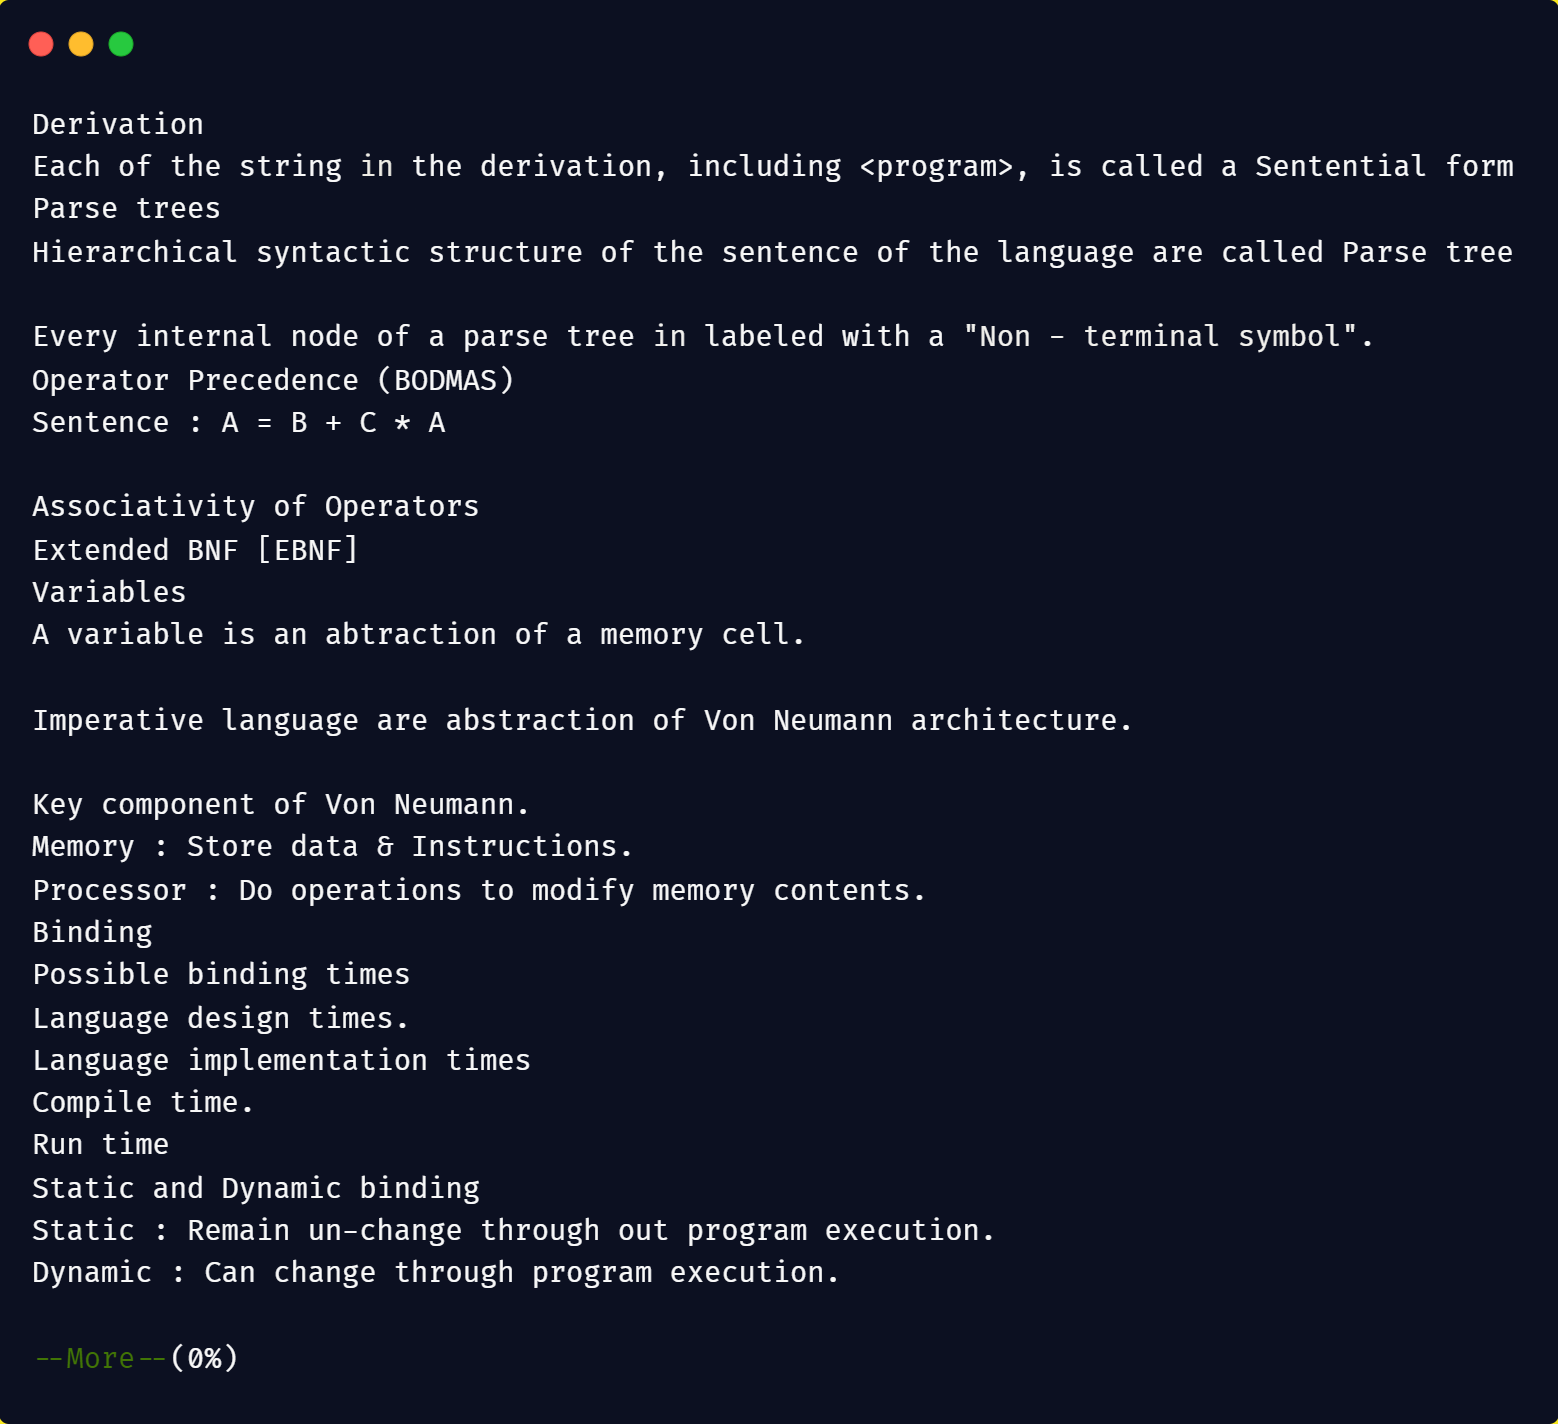 Derivation
Each of the string in the derivation, including <program>, is called a Sentential form
Parse trees
Hierarchical syntactic structure of the sentence of the language are called Parse tree
Every internal node of a parse tree in labeled with a "Non - terminal symbol".
Operator Precedence (BODMAS)
Sentence : A = B + C * A
Associativity of Operators
Extended BNF [EBNF]
Variables
A variable is an abtraction of a memory cell.
Imperative language are abstraction of Von Neumann architecture.
Key component of Von Neumann.
Memory : Store data & Instructions.
Processor : Do operations to modify memory contents.
Binding
Possible binding times
Language design times.
Language implementation times
Compile time.
Run time
Static and Dynamic binding
Static : Remain un-change through out program execution.
Dynamic : Can change through program execution.
--More--(0%)